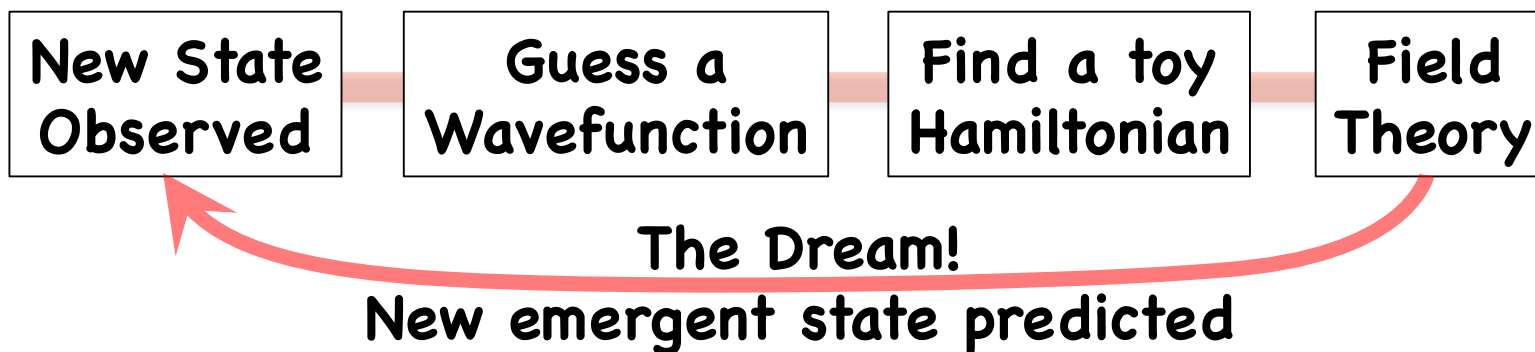 New State
Observed
Guess a
Wavefunction
Find a toy
Hamiltonian
Field
Theory
The Dream!
New emergent state predicted